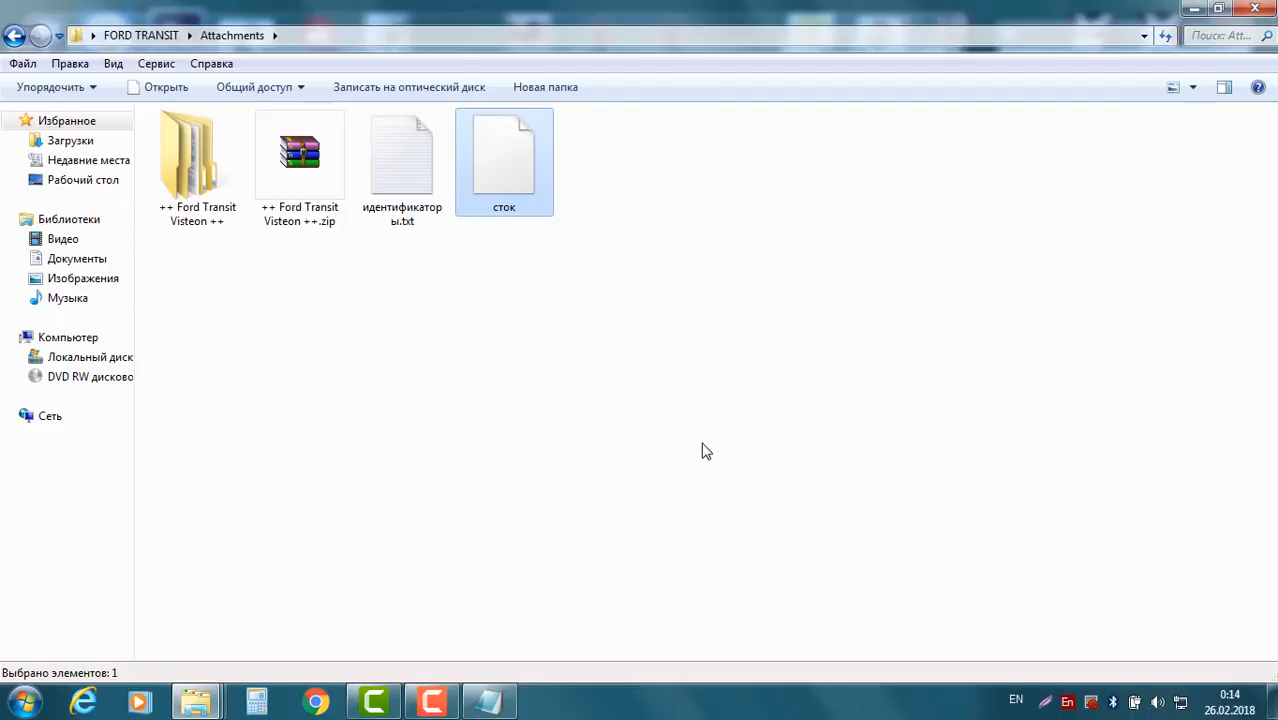 FORD TRANSIT Attachments
Поиск: Att...
Файл Правка Вид Сервис Справка
Упорядочить Открыть Общий доступ Записать на оптический диск Новая папка
Избранное
Загрузки
Недавние места
Рабочий стол
Библиотеки
Видео
Документы
Изображения
Музыка
Компьютер
Локальный диск
DVD RW дисково
Сеть
++ Ford Transit
Visteon ++
++ Ford Transit
Visteon ++.zip
идентификатор
ы.txt
сток
Выбрано элементов: 1
EN
En
0:14
26.02.2018